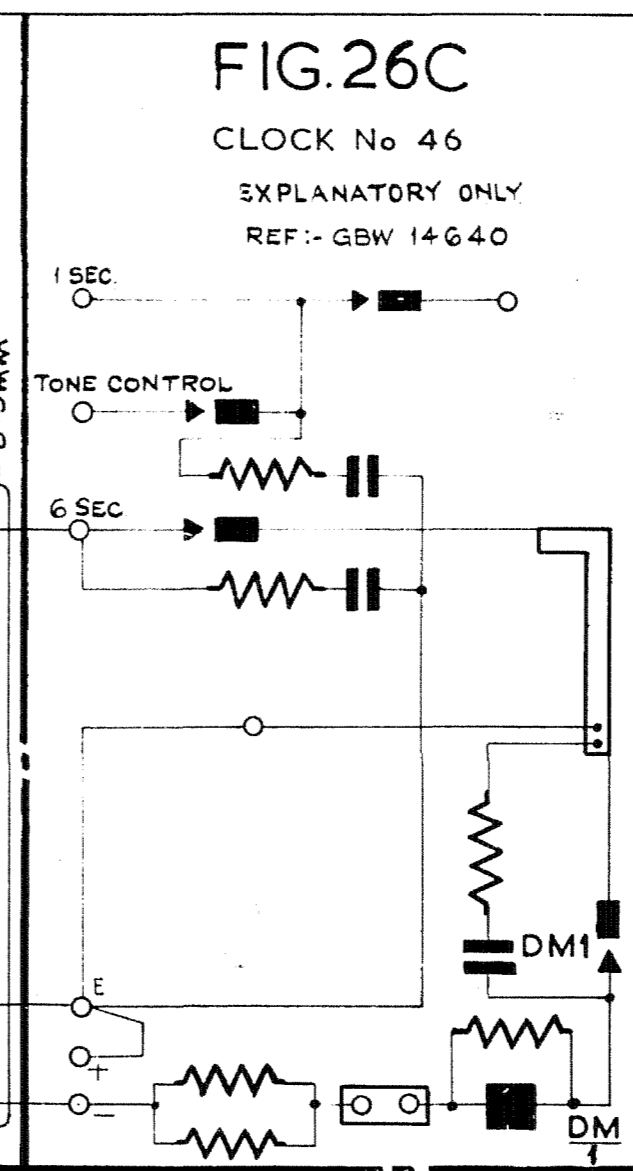 FIG.26C
CLOCK No 46
EXPLANATORY ONLY
REF:- GBW 14640
1 SEC.
TONE CONTROL
6 SEC
DM1
E
+
−
DM
1